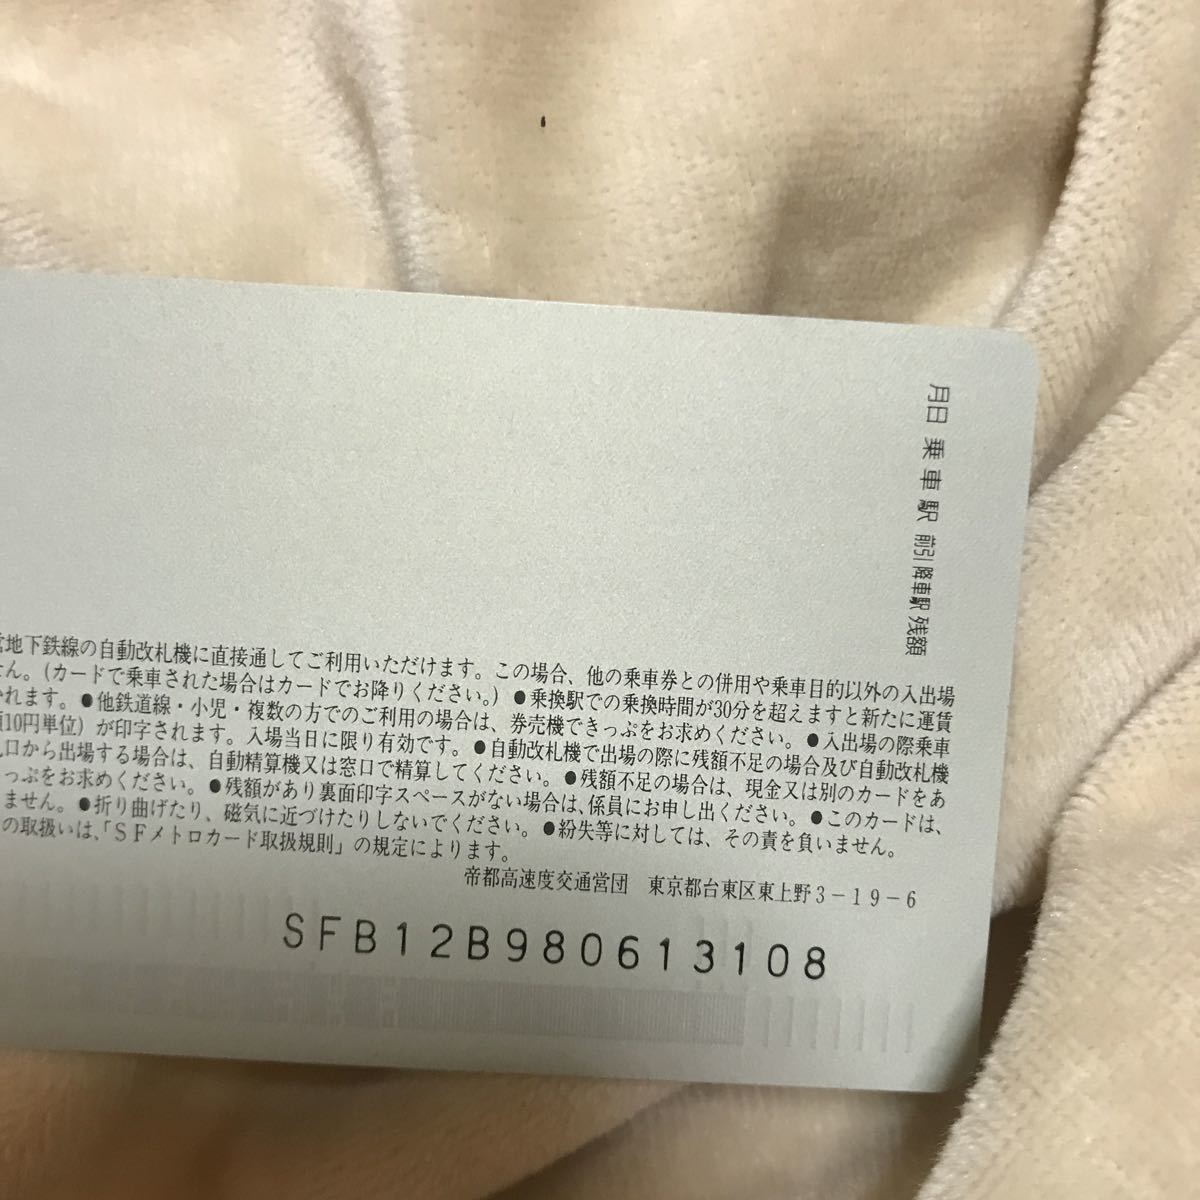 月日 乗車駅 前引 降車駅 残額
営地下鉄線の自動改札機に直接通してご利用いただけます。この場合、他の乗車券との併用や乗車目的以外の入出場
せん。(カードで乗車された場合はカードでお降りください。)●乗換駅での乗換時間が30分を超えますと新たに運賃
かれます。●他鉄道線・小児・複数の方でのご利用の場合は、券売機できっぷをお求めください。●入出場の際乗車
額10円単位)が印字されます。入場当日に限り有効です。●自動改札機で出場の際に残額不足の場合及び自動改札機
札口から出場する場合は、自動精算機又は窓口で精算してください。●残額不足の場合は、現金又は別のカードをあ
っぷをお求めください。●残額があり裏面印字スペースがない場合は、係員にお申し出ください。●このカードは、
ません。●折り曲げたり、磁気に近づけたりしないでください。●紛失等に対しては、その責を負いません。
の取扱いは、「SFメトロカード取扱規則」の規定によります。
帝都高速度交通営団 東京都台東区東上野3-19-6
SFB12B980613108